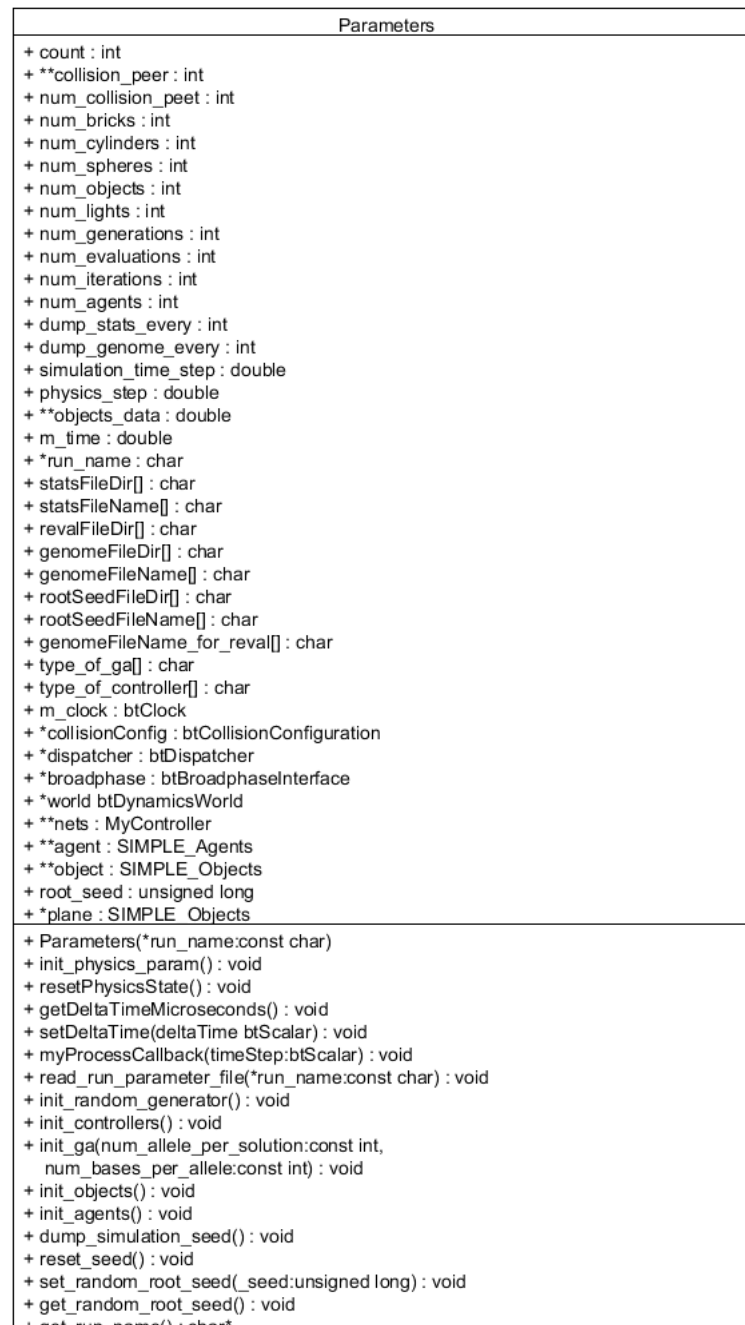 Parameters
+ count : int
+ **collision_peer : int
+ num_collision_peet : int
+ num_bricks : int
+ num_cylinders : int
+ num_spheres : int
+ num_objects : int
+ num_lights : int
+ num_generations : int
+ num_evaluations : int
+ num_iterations : int
+ num_agents : int
+ dump_stats_every : int
+ dump_genome_every : int
+ simulation_time_step : double
+ physics_step : double
+ **objects_data : double
+ m_time : double
+ *run_name : char
+ statsFileDir[] : char
+ statsFileName[] : char
+ revalFileDir[] : char
+ genomeFileDir[] : char
+ genomeFileName[] : char
+ rootSeedFileDir[] : char
+ rootSeedFileName[] : char
+ genomeFileName_for_reval[] : char
+ type_of_ga[] : char
+ type_of_controller[] : char
+ m_clock : btClock
+ *collisionConfig : btCollisionConfiguration
+ *dispatcher : btDispatcher
+ *broadphase : btBroadphaseInterface
+ *world btDynamicsWorld
+ **nets : MyController
+ **agent : SIMPLE_Agents
+ **object : SIMPLE_Objects
+ root_seed : unsigned long
+ *plane : SIMPLE_Objects
+ Parameters(*run_name:const char)
+ init_physics_param() : void
+ resetPhysicsState() : void
+ getDeltaTimeMicroseconds() : void
+ setDeltaTime(deltaTime btScalar) : void
+ myProcessCallback(timeStep:btScalar) : void
+ read_run_parameter_file(*run_name:const char) : void
+ init_random_generator() : void
+ init_controllers() : void
+ init_ga(num_allele_per_solution:const int,
num_bases_per_allele:const int) : void
+ init_objects() : void
+ init_agents() : void
+ dump_simulation_seed() : void
+ reset_seed() : void
+ set_random_root_seed(_seed:unsigned long) : void
+ get_random_root_seed() : void
+ get_run_name() : char*